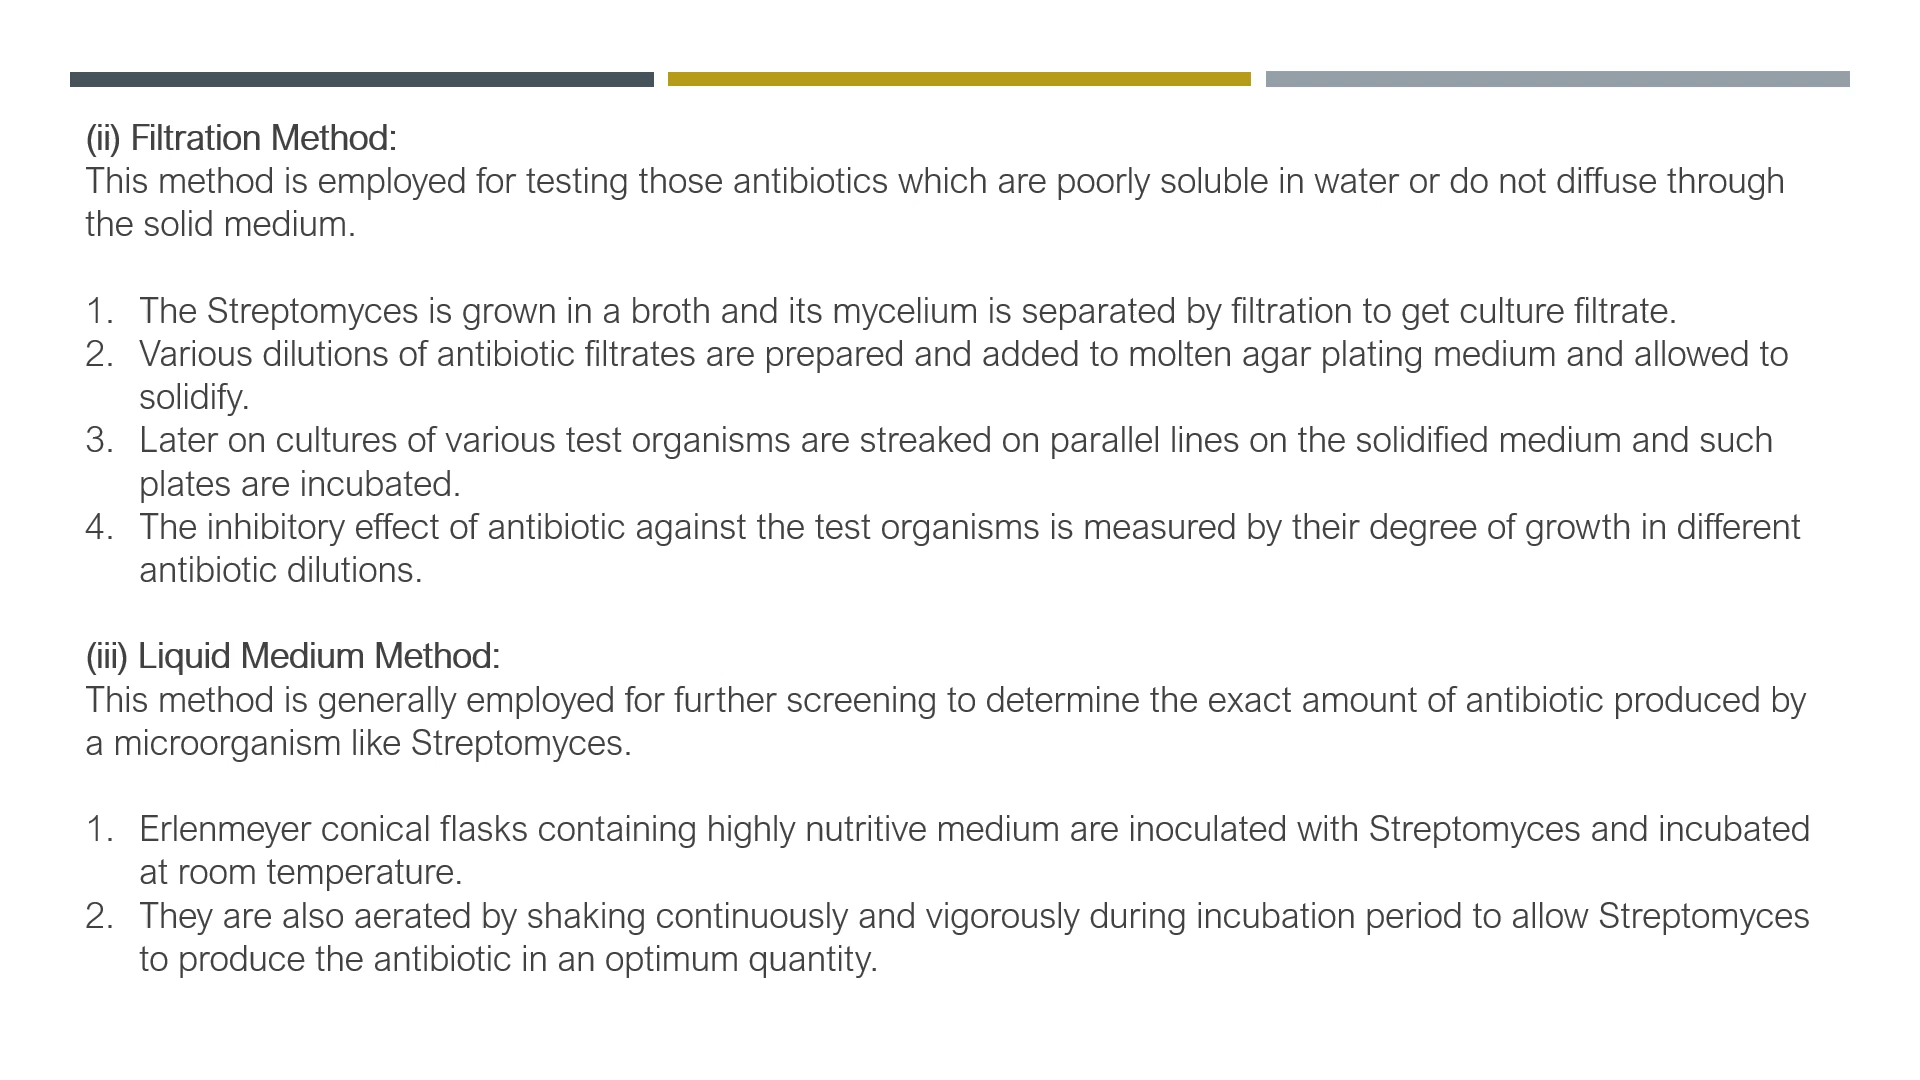 (ii) Filtration Method:
This method is employed for testing those antibiotics which are poorly soluble in water or do not diffuse through
the solid medium.
1. The Streptomyces is grown in a broth and its mycelium is separated by filtration to get culture filtrate.
2. Various dilutions of antibiotic filtrates are prepared and added to molten agar plating medium and allowed to
solidify.
3. Later on cultures of various test organisms are streaked on parallel lines on the solidified medium and such
plates are incubated.
4. The inhibitory effect of antibiotic against the test organisms is measured by their degree of growth in different
antibiotic dilutions.
(iii) Liquid Medium Method:
This method is generally employed for further screening to determine the exact amount of antibiotic produced by
a microorganism like Streptomyces.
1. Erlenmeyer conical flasks containing highly nutritive medium are inoculated with Streptomyces and incubated
at room temperature.
2. They are also aerated by shaking continuously and vigorously during incubation period to allow Streptomyces
to produce the antibiotic in an optimum quantity.